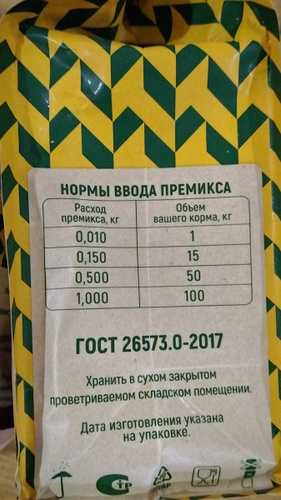 НОРМЫ ВВОДА ПРЕМИКСА
Расход премикса, кг Объем вашего корма, кг
0,010 1
0,150 15
0,500 50
1,000 100
ГОСТ 26573.0-2017
Хранить в сухом закрытом
проветриваемом складском помещении.
Дата изготовления указана
на упаковке.